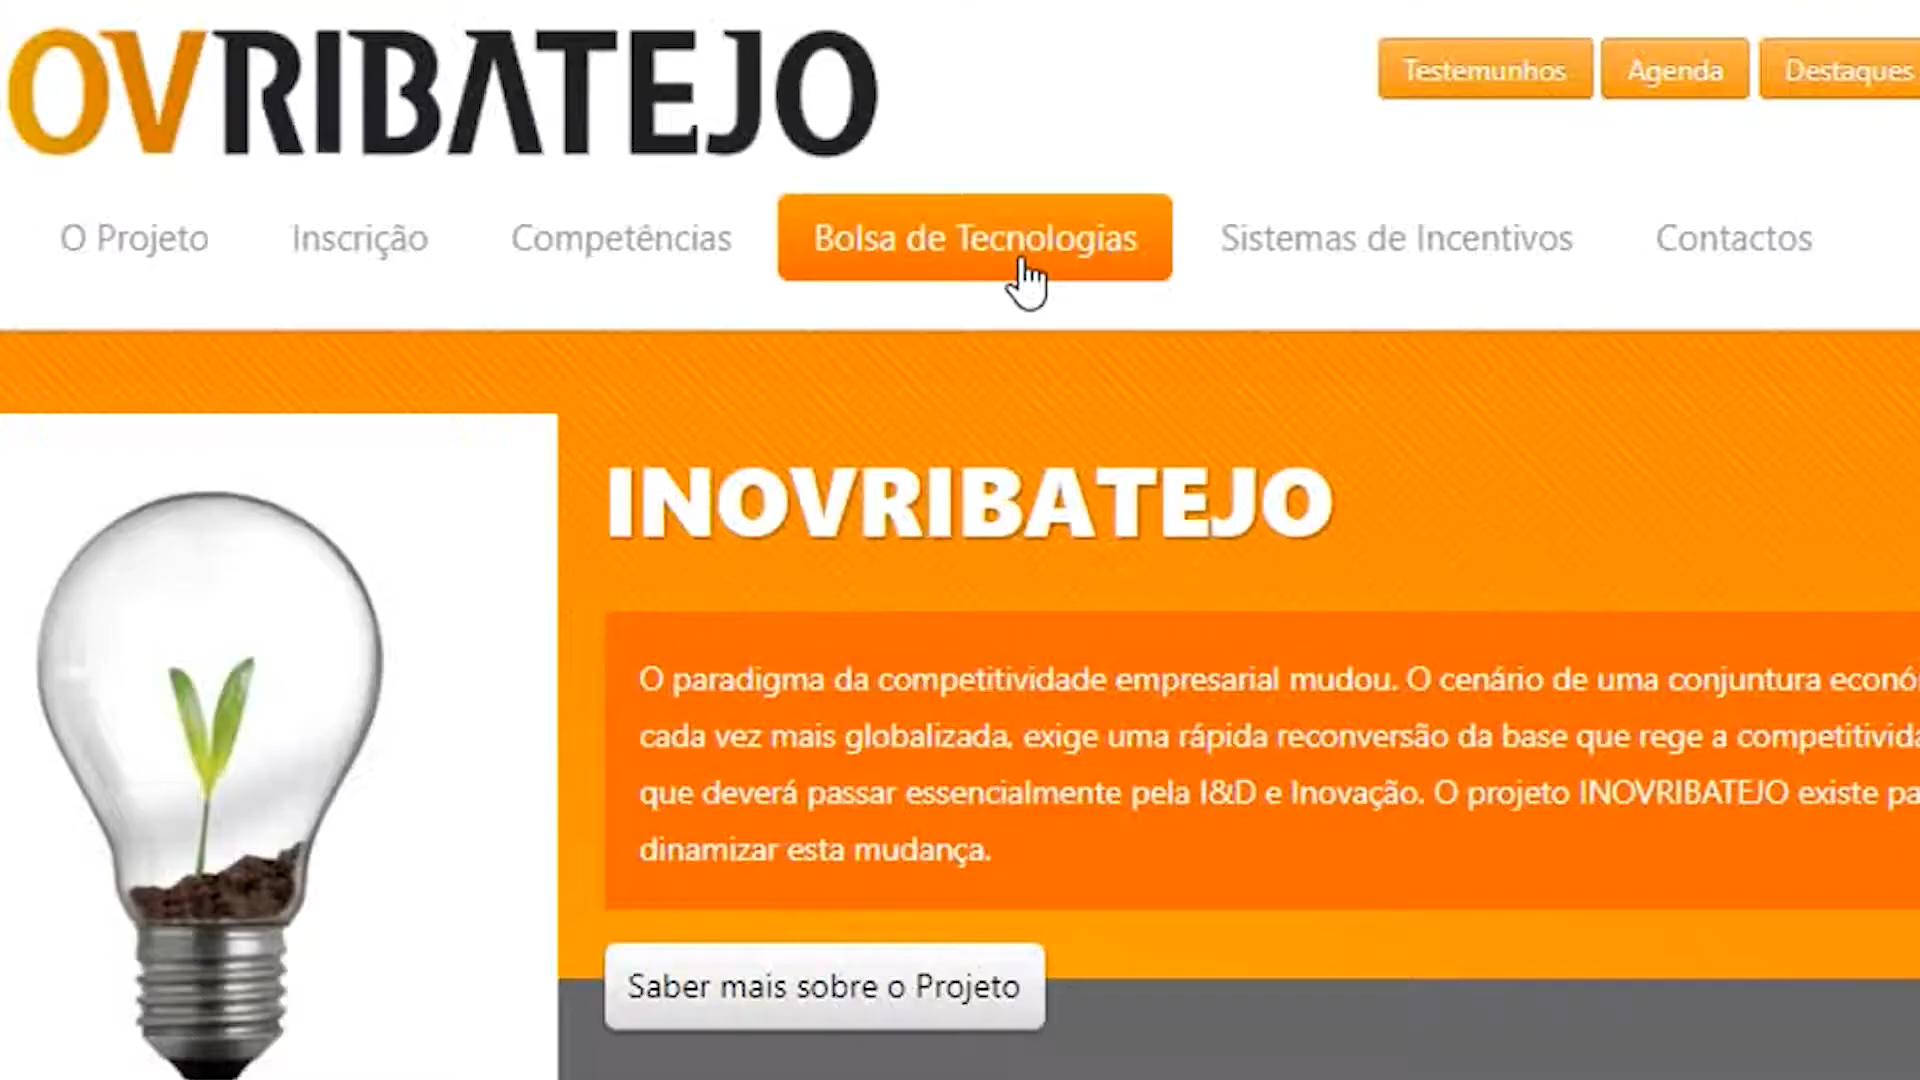 OVRIBATEJO
Testemunhos Agenda Destaques
O Projeto Inscrição Competências Bolsa de Tecnologias Sistemas de Incentivos Contactos
INOVRIBATEJO
O paradigma da competitividade empresarial mudou. O cenário de uma conjuntura econó
cada vez mais globalizada, exige uma rápida reconversão da base que rege a competitivida
que deverá passar essencialmente pela I&D e Inovação. O projeto INOVRIBATEJO existe pa
dinamizar esta mudança.
Saber mais sobre o Projeto